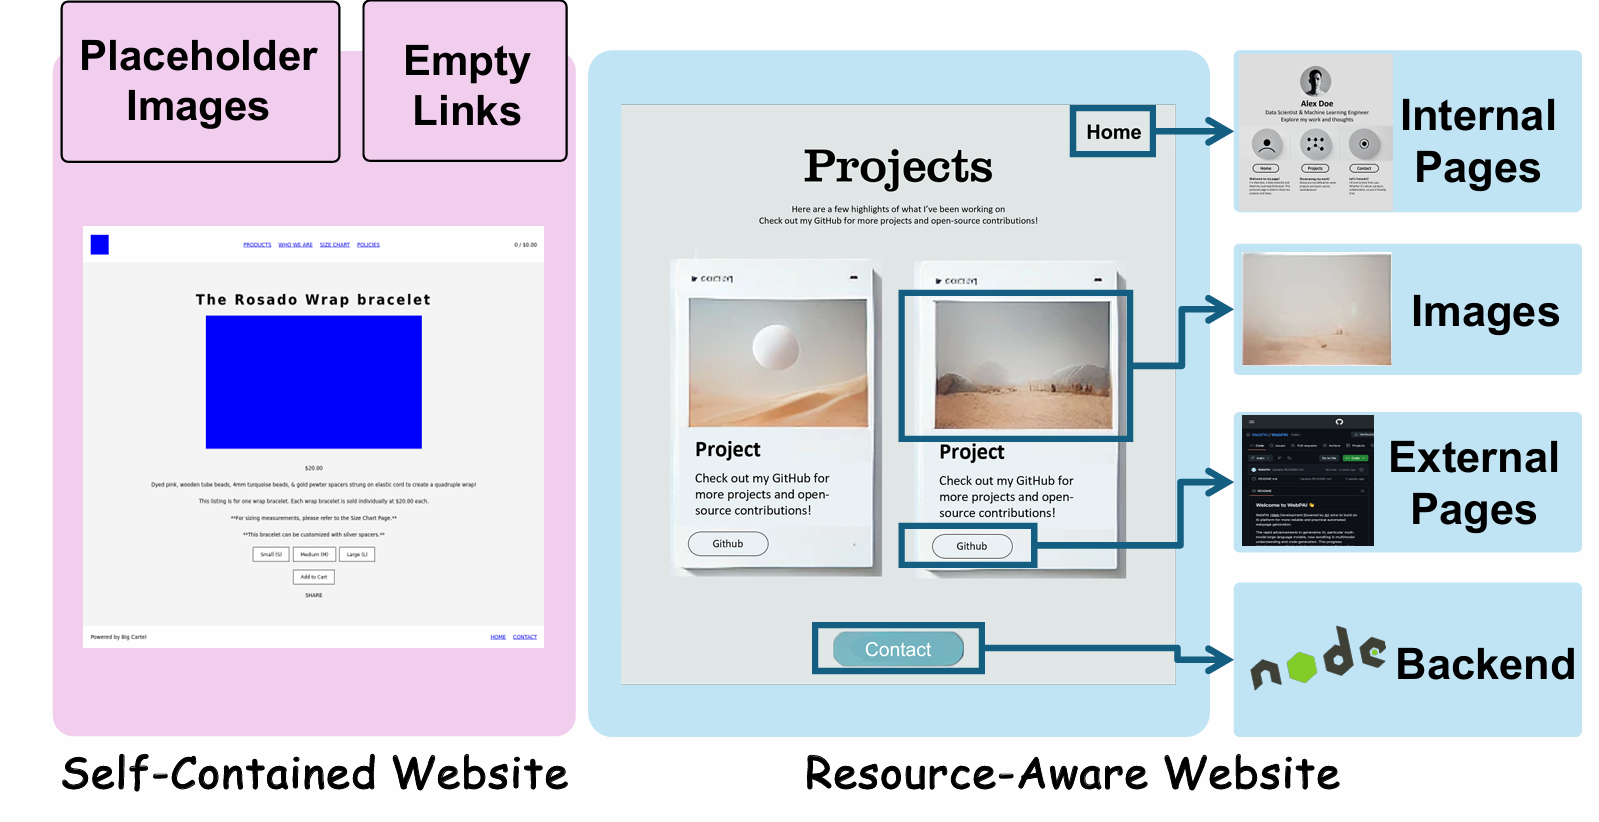 Placeholder
Images
Empty
Links
PRODUCTS WHO WE ARE SIZE CHART POLICIES
0 / $0.00
The Rosado Wrap bracelet
$20.00
Dyed pink, wooden tube beads, 4mm turquoise beads, & gold pewter spacers strung on elastic cord to create a quadruple wrap!
This listing is for one wrap bracelet. Each wrap bracelet is sold individually at $20.00 each.
**For sizing measurements, please refer to the Size Chart Page.**
**This bracelet can be customized with silver spacers.**
Small (S) Medium (M) Large (L)
Add to Cart
SHARE
Powered by Big Cartel
HOME CONTACT
Self-Contained Website
Home
Projects
Here are a few highlights of what I've been working on
Check out my GitHub for more projects and open-source contributions!
Project
Check out my GitHub for
more projects and open-
source contributions!
Github
Project
Check out my GitHub for
more projects and open-
source contributions!
Github
Contact
Resource-Aware Website
Alex Doe
Data Scientist & Machine Learning Engineer
Explore my work and thoughts
Home Projects Contact
Internal
Pages
Images
Welcome to WebPAI
External
Pages
node
Backend